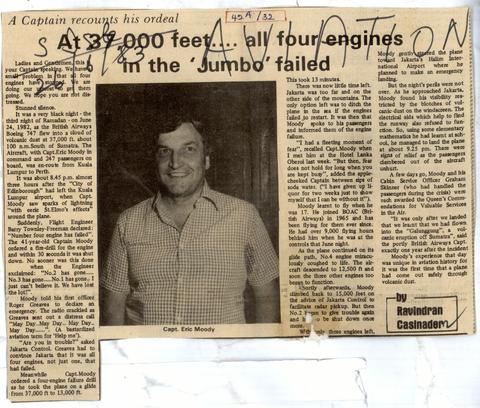 A Captain recounts his ordeal
42A/32
AVIATION
At 37,000 feet.... all four engines
in the 'Jumbo' failed
Ladies and Gentlemen, this is
your Captain speaking. We have a
small problem in that all four
engines have
are doing our
them going. We hope you are not dis-
tressed.
Stunned silence.
It was a very black night - the
third night of Ramadan - on June
24, 1982, as the British Airways
Boeing 747 flew into a cloud of
volcanic dust at 37,000 ft. about
100 n.m. South of Sumatra. The
Aircraft, with Capt. Eric Moody in
command and 247 passengers on
board, was en-route from Kuala
Lumpur to Perth.
It was about 8.45 p.m. almost
three hours after the "City of
Edinburgh" had left the Kuala
Lumpur airport, when Capt.
Moody saw sparks of lightning
"with eerie St.Elmo's effects"
around the plane.
Suddenly, Flight Engineer
Barry Townley-Freeman declared:
"Number four engine has failed".
The 41-year-old Captain Moody
ordered a fire-drill for the engine
and within 30 seconds it was shut
down. No sooner was this done
when the Engineer
exclaimed: "No.2 has gone....
No.3 has gone....No.1 has gone, I
just can't believe it. We have lost
the lot!".
Moody told his first officer
Roger Greaves to declare an
emergency. The radio crackled as
Greaves sent out a distress call
"May Day..May Day.. May Day..
May Day.....". (A battered
aviation term for "Help me").
"Are you in trouble?" asked
Jakarta Control. Greaves had to
convince Jakarta that it was all
four engines, not just one, that
had failed.
Meanwhile Capt.Moody
ordered a four-engine failure drill
as he took the plane on a glide
from 37,000 ft to 13,000 ft.
Capt. Eric Moody
This took 13 minutes.
There was now little time left.
Jakarta was too far and on the
other side of the mountains. The
only option left was to ditch the
plane in the sea if the engines
failed to restart. It was then that
Moody spoke to his passengers
and informed them of the engine
failure.
"I had a fleeting moment of
fear", recalled Capt.Moody when
I met him at the Hotel Lanka
Oberoi last week. "But then, fear
does not hold for long when you
are kept busy", added the apple-
cheeked Captain between sips of
soda water. ("I have given up li-
quor for two weeks just to show
myself that I can be without it").
Moody learnt to fly when he
was 17. He joined BOAC (Brit-
ish Airways) in 1965 and has
been flying for them ever since.
He had over 9,000 flying hours
behind him when he was at the
controls that June night.
As the plane continued on its
glide path, No.4 engine mirac-
ulously coughed to life. The air-
craft descended to 12,500 ft and
soon the three other engines too
began to function.
Shortly afterwards, Moody
climbed back to 15,000 feet on
the advice of Jakarta Control to
facilitate radar pickup. But then
No.2 began to give trouble again
and had to be shut down once
more.
With only three engines left,
Moody gently steered the plane
toward Jakarta's Halim Inter-
national Airport where he
planned to make an emergency
landing.
But the night's perils were not
over. As he approached Jakarta,
Moody found his visibility rest-
ricted by the blotches of vol-
canic dust on the windscreen. The
electrical aids which help to find
the runway also refused to func-
tion. So, using some elementary
mathematics he had learnt at sch-
ool, he managed to land the plane
at about 9.25 p.m. There were
signs of relief as the passengers
clambered out of the aircraft
unhurt.
A few days go, Moody and his
Cabin Service Officer Graham
Skinner (who had handled the
passengers during the crisis) were
each awarded the Queen's Com-
mendations for Valuable Services
in the Air.
"It was only after we landed
that we learnt that we had flown
into the "Galunggung", a vol-
canic eruption off Sumatra", said
the portly British Airways Capt.
exactly one year after the incident
Moody's experience that day
was unique in aviation history for
it was the first time that a plane
had come out safely through
volcanic dust.
by
Ravindran
Casinader